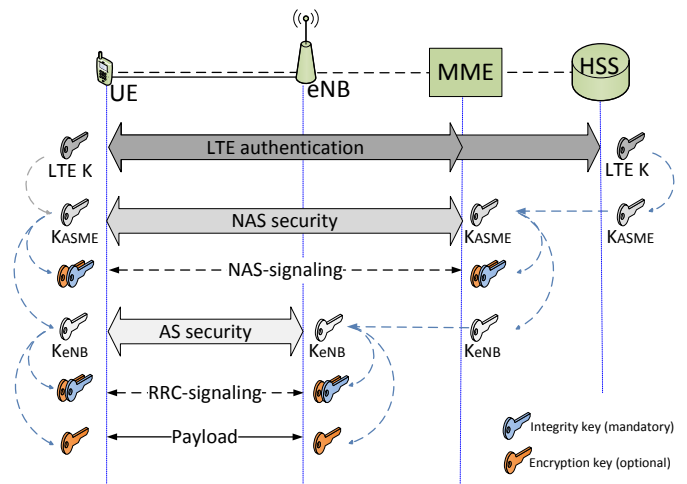 UE
eNB
MME
HSS
LTE authentication
LTE K
LTE K
NAS security
KASME
KASME
KASME
NAS-signaling
AS security
KeNB
KeNB
KeNB
RRC-signaling
Payload
Integrity key (mandatory)
Encryption key (optional)